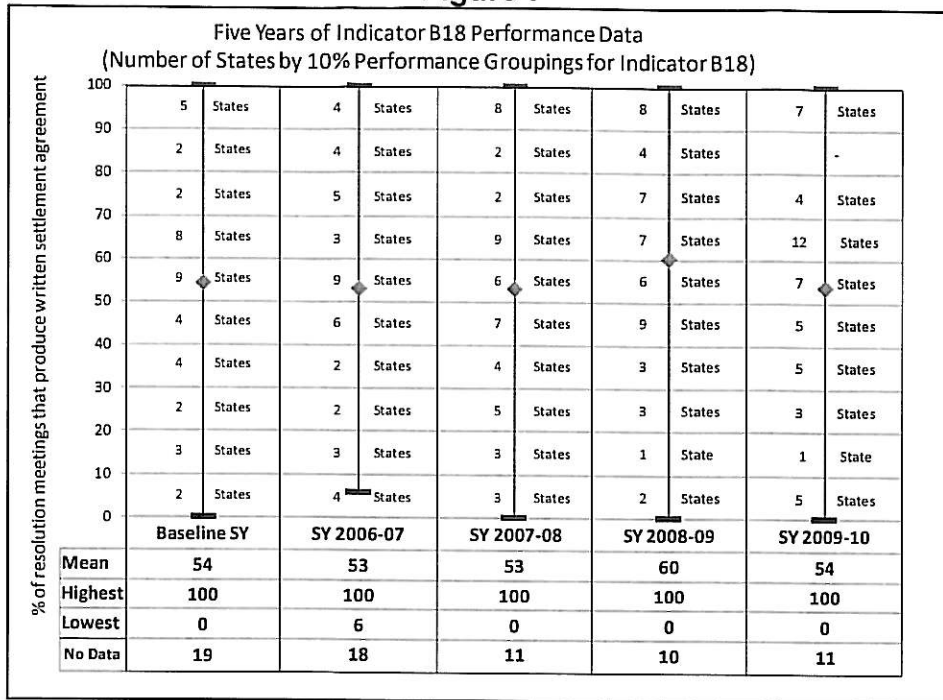 Five Years of Indicator B18 Performance Data
(Number of States by 10% Performance Groupings for Indicator B18)
% of resolution meetings that produce written settlement agreement
100
5 States 4 States 8 States 8 States 7 States
90
2 States 4 States 2 States 4 States -
80
2 States 5 States 2 States 7 States 4 States
70
8 States 3 States 9 States 7 States 12 States
60
9 States 9 States 6 States 6 States 7 States
50
4 States 6 States 7 States 9 States 5 States
40
4 States 2 States 4 States 3 States 5 States
30
2 States 2 States 5 States 3 States 3 States
20
3 States 3 States 3 States 1 State 1 State
10
2 States 4 States 3 States 2 States 5 States
0
Baseline SY SY 2006-07 SY 2007-08 SY 2008-09 SY 2009-10
Mean 54 53 53 60 54
Highest 100 100 100 100 100
Lowest 0 6 0 0 0
No Data 19 18 11 10 11